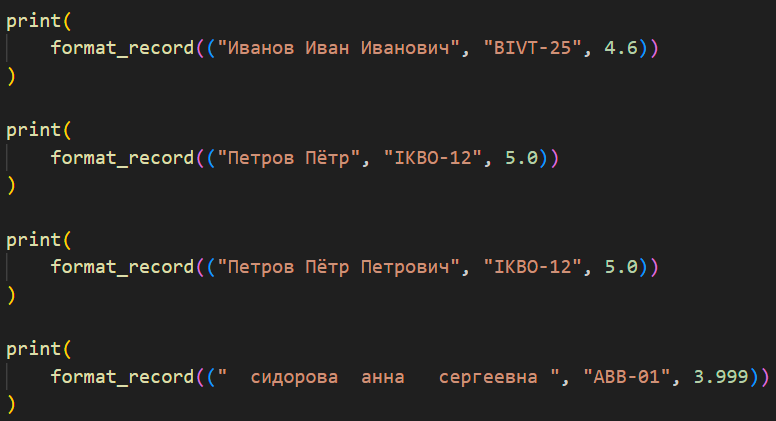 print(
    format_record(("Иванов Иван Иванович", "BIVT-25", 4.6))
)
print(
    format_record(("Петров Пётр", "IKBO-12", 5.0))
)
print(
    format_record(("Петров Пётр Петрович", "IKBO-12", 5.0))
)
print(
    format_record(("  сидорова  анна   сергеевна ", "ABB-01", 3.999))
)